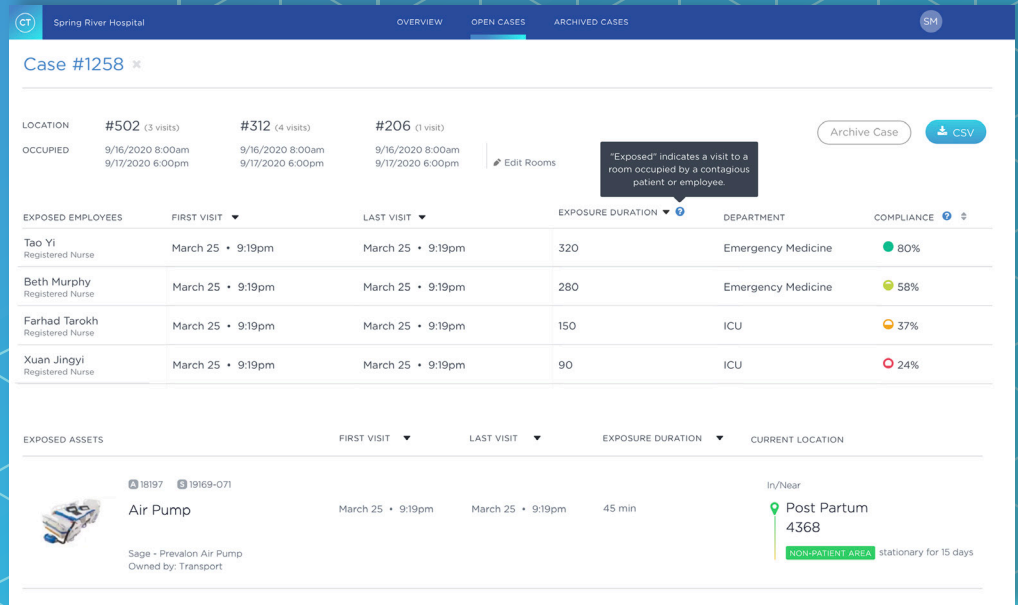 CT Spring River Hospital OVERVIEW OPEN CASES ARCHIVED CASES SM
Case #1258 ×
LOCATION #502 (3 visits) #312 (4 visits) #206 (1 visit)
Archive Case CSV
OCCUPIED 9/16/2020 8:00am 9/16/2020 8:00am 9/16/2020 8:00am
9/17/2020 6:00pm 9/17/2020 6:00pm 9/17/2020 6:00pm Edit Rooms
"Exposed" indicates a visit to a
room occupied by a contagious
patient or employee.
EXPOSED EMPLOYEES FIRST VISIT LAST VISIT EXPOSURE DURATION ? DEPARTMENT COMPLIANCE ?
Tao Yi
Registered Nurse
March 25 • 9:19pm March 25 • 9:19pm 320 Emergency Medicine 80%
Beth Murphy
Registered Nurse
March 25 • 9:19pm March 25 • 9:19pm 280 Emergency Medicine 58%
Farhad Tarokh
Registered Nurse
March 25 • 9:19pm March 25 • 9:19pm 150 ICU 37%
Xuan Jingyi
Registered Nurse
March 25 • 9:19pm March 25 • 9:19pm 90 ICU 24%
EXPOSED ASSETS FIRST VISIT LAST VISIT EXPOSURE DURATION CURRENT LOCATION
A 18197 S 19169-071
Air Pump
Sage - Prevalon Air Pump
Owned by: Transport
March 25 • 9:19pm March 25 • 9:19pm 45 min
In/Near
Post Partum
4368
NON-PATIENT AREA stationary for 15 days